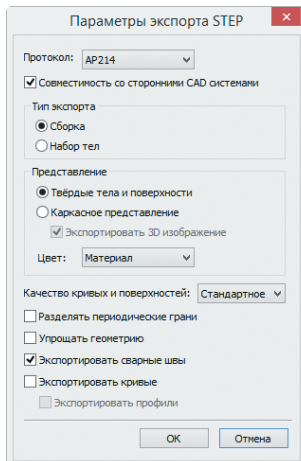 Параметры экспорта STEP
Протокол: AP214
Совместимость со сторонними CAD системами
Тип экспорта
Сборка
Набор тел
Представление
Твёрдые тела и поверхности
Каркасное представление
Экспортировать 3D изображение
Цвет: Материал
Качество кривых и поверхностей: Стандартное
Разделять периодические грани
Упрощать геометрию
Экспортировать сварные швы
Экспортировать кривые
Экспортировать профили
ОК Отмена